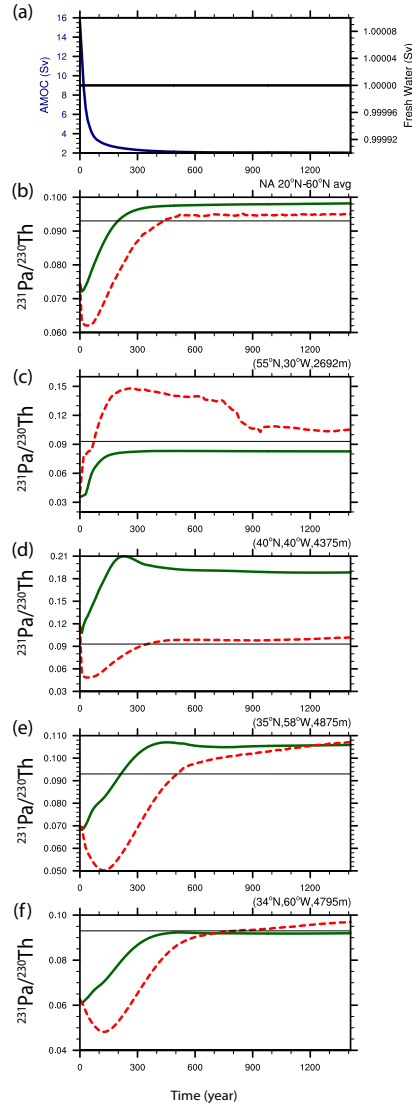 (a)
16
14
12
10
8
6
4
2
AMOC (Sv)
1.00008
1.00004
1.00000
0.99996
0.99992
Fresh Water (Sv)
0 300 600 900 1200
NA 20°N-60°N avg
(b)
0.100
0.090
0.080
0.070
0.060
231Pa/230Th
0 300 600 900 1200
(55°N,30°W,2692m)
(c)
0.15
0.12
0.09
0.06
0.03
231Pa/230Th
0 300 600 900 1200
(40°N,40°W,4375m)
(d)
0.21
0.18
0.15
0.12
0.09
0.06
0.03
231Pa/230Th
0 300 600 900 1200
(35°N,58°W,4875m)
(e)
0.110
0.100
0.090
0.080
0.070
0.060
0.050
231Pa/230Th
0 300 600 900 1200
(34°N,60°W,4795m)
(f)
0.10
0.08
0.06
0.04
231Pa/230Th
0 300 600 900 1200
Time (year)